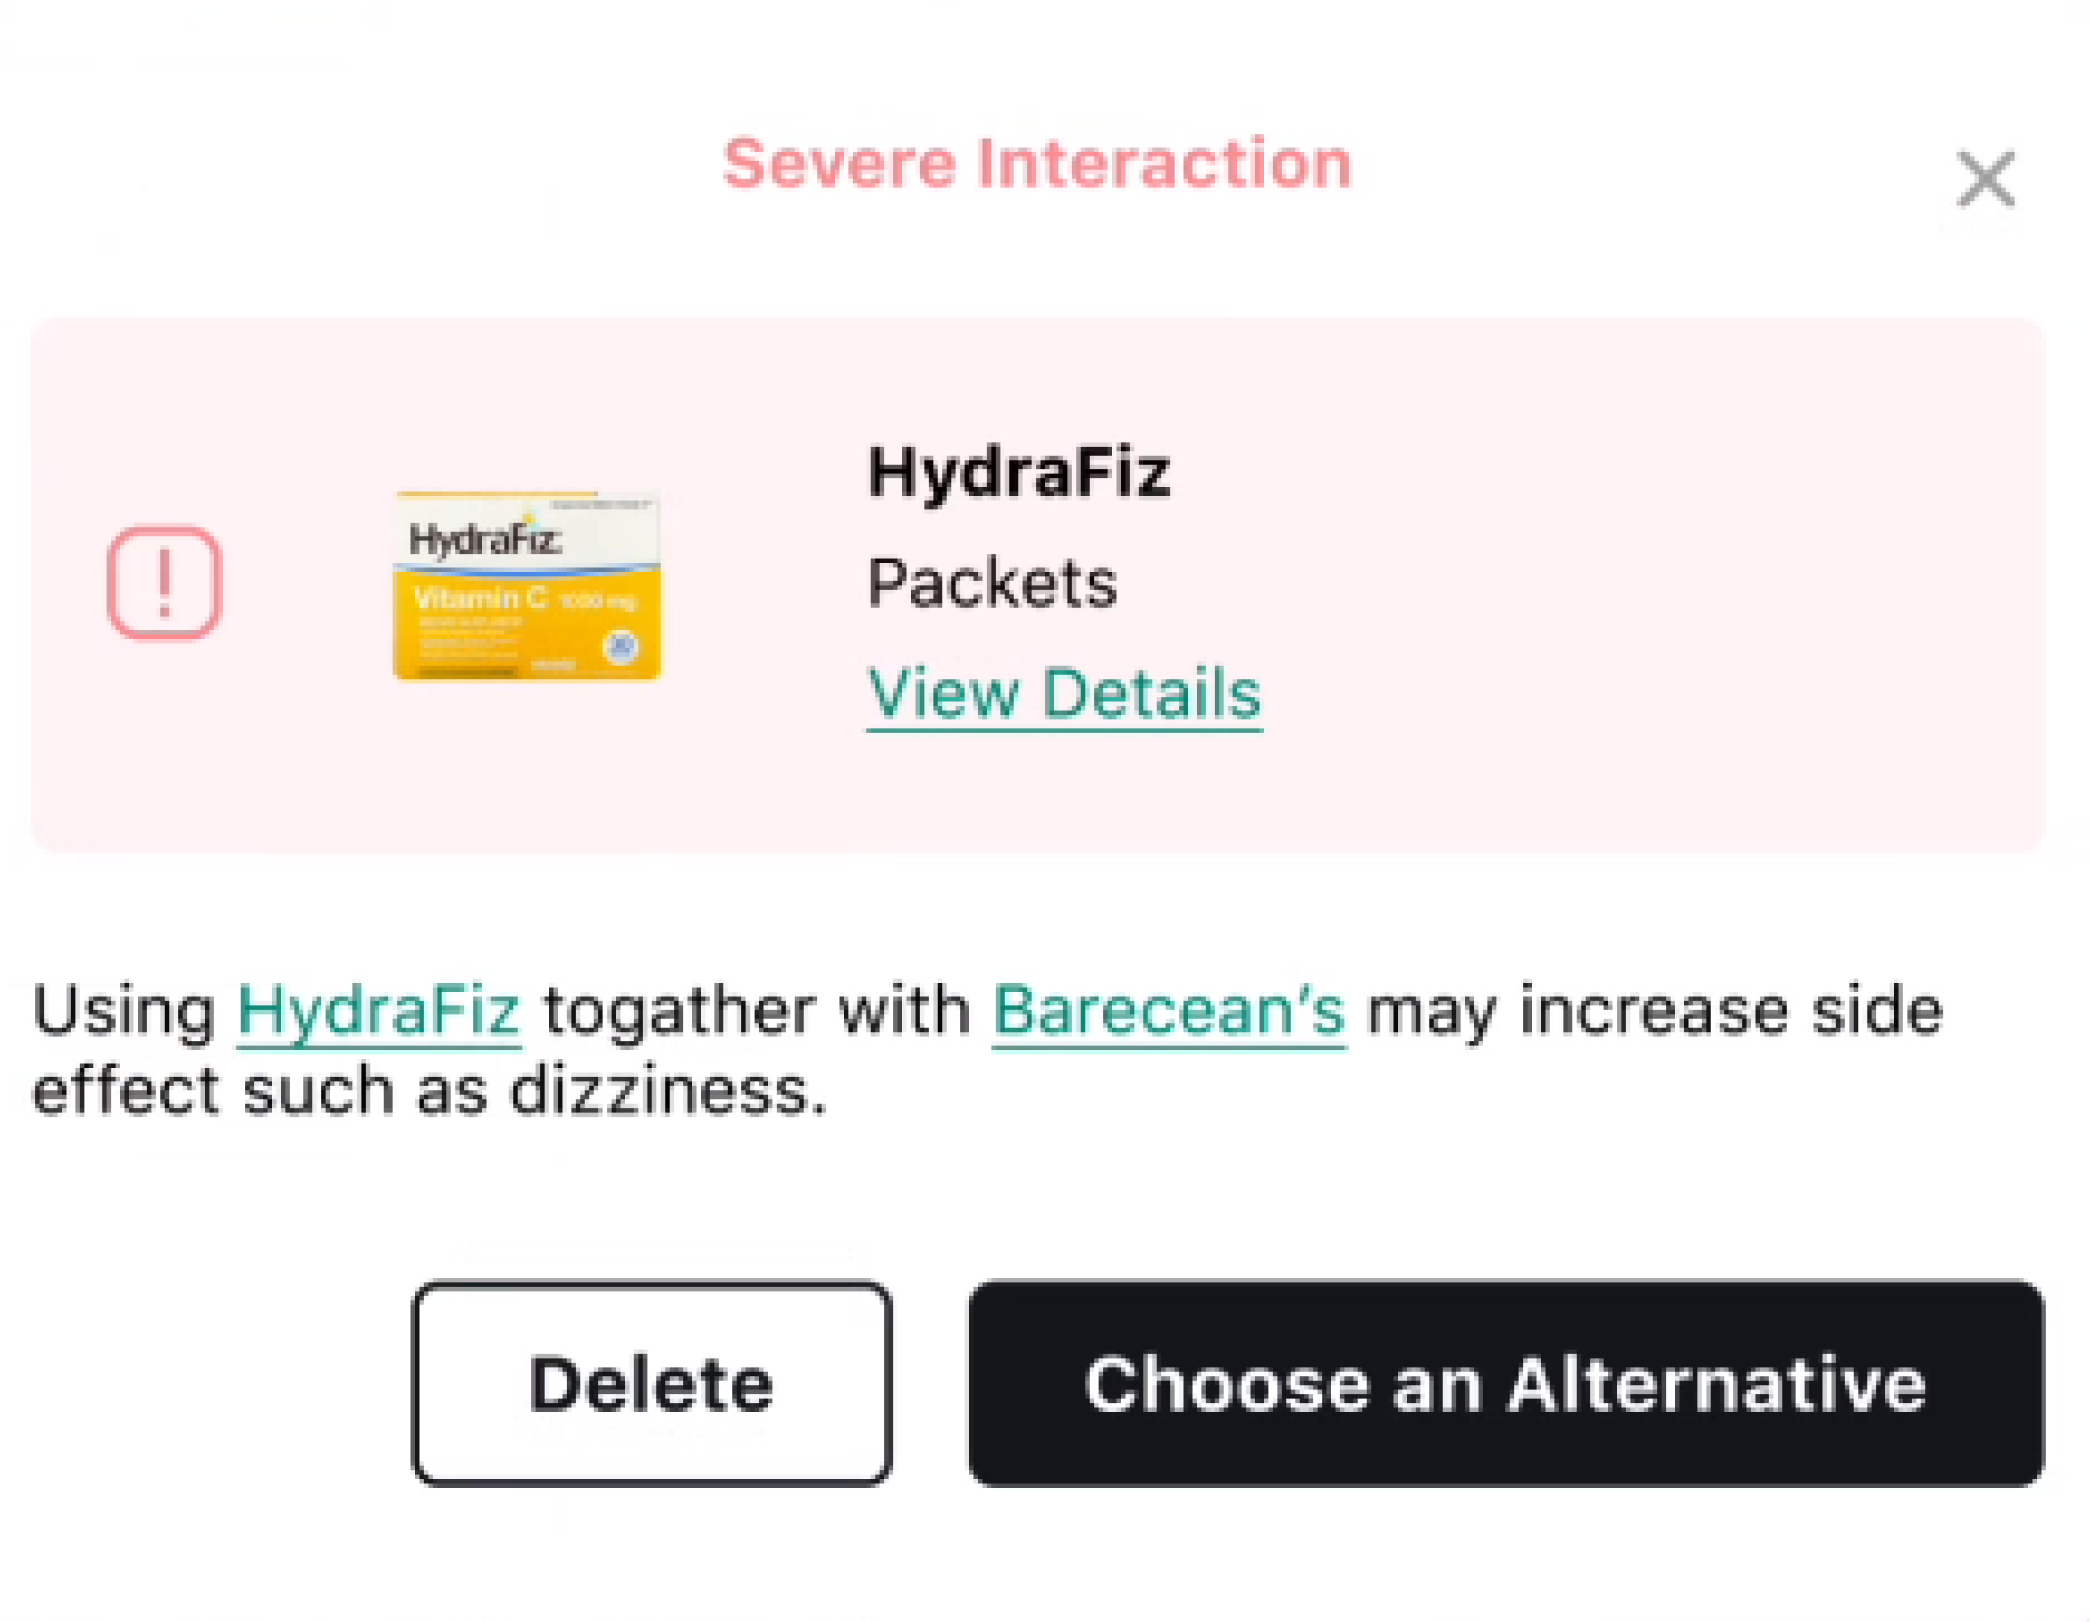 Severe Interaction
HydraFiz
Packets
View Details
HydraFiz
Vitamin C 1000 mg
Using HydraFiz togather with Barecean’s may increase side
effect such as dizziness.
Delete
Choose an Alternative